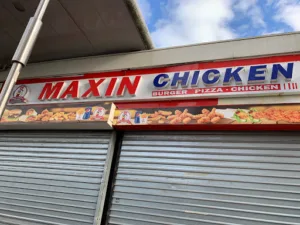 MAXIN CHICKEN
BURGER · PIZZA · CHICKEN